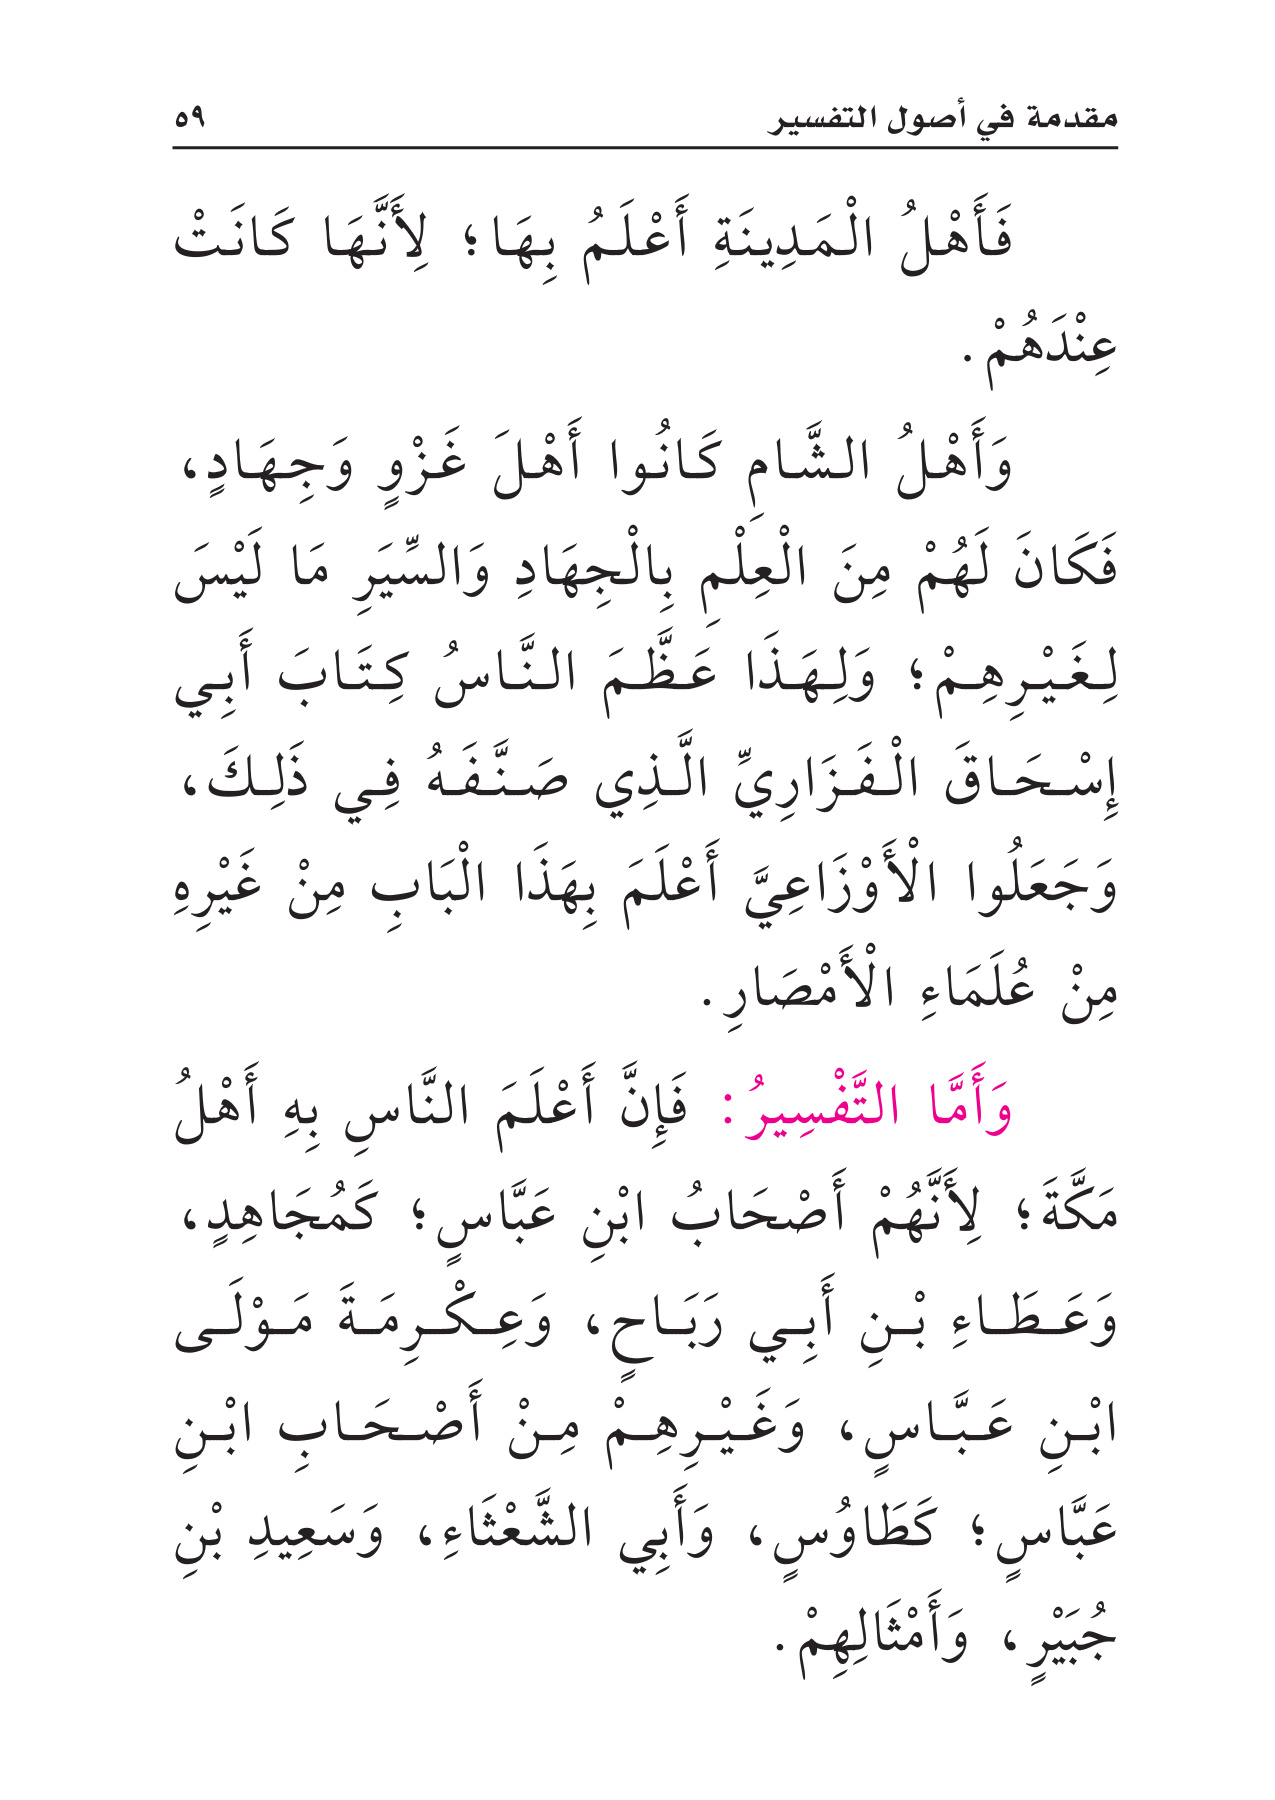 مقدمة في أصول التفسير ٥٩
فَأَهْلُ الْمَدِينَةِ أَعْلَمُ بِهَا؛ لِأَنَّهَا كَانَتْ
عِنْدَهُمْ.
وَأَهْلُ الشَّامِ كَانُوا أَهْلَ غَزْوٍ وَجِهَادٍ،
فَكَانَ لَهُمْ مِنَ الْعِلْمِ بِالْجِهَادِ وَالسِّيَرِ مَا لَيْسَ
لِغَيْرِهِمْ؛ وَلِهَذَا عَظَّمَ النَّاسُ كِتَابَ أَبِي
إِسْحَاقَ الْفَزَارِيِّ الَّذِي صَنَّفَهُ فِي ذَلِكَ،
وَجَعَلُوا الْأَوْزَاعِيَّ أَعْلَمَ بِهَذَا الْبَابِ مِنْ غَيْرِهِ
مِنْ عُلَمَاءِ الْأَمْصَارِ.
وَأَمَّا التَّفْسِيرُ: فَإِنَّ أَعْلَمَ النَّاسِ بِهِ أَهْلُ
مَكَّةَ؛ لِأَنَّهُمْ أَصْحَابُ ابْنِ عَبَّاسٍ؛ كَمُجَاهِدٍ،
وَعَطَاءِ بْنِ أَبِي رَبَاحٍ، وَعِكْرِمَةَ مَوْلَى
ابْنِ عَبَّاسٍ، وَغَيْرِهِمْ مِنْ أَصْحَابِ ابْنِ
عَبَّاسٍ؛ كَطَاوُسٍ، وَأَبِي الشَّعْثَاءِ، وَسَعِيدِ بْنِ
جُبَيْرٍ، وَأَمْثَالِهِمْ.